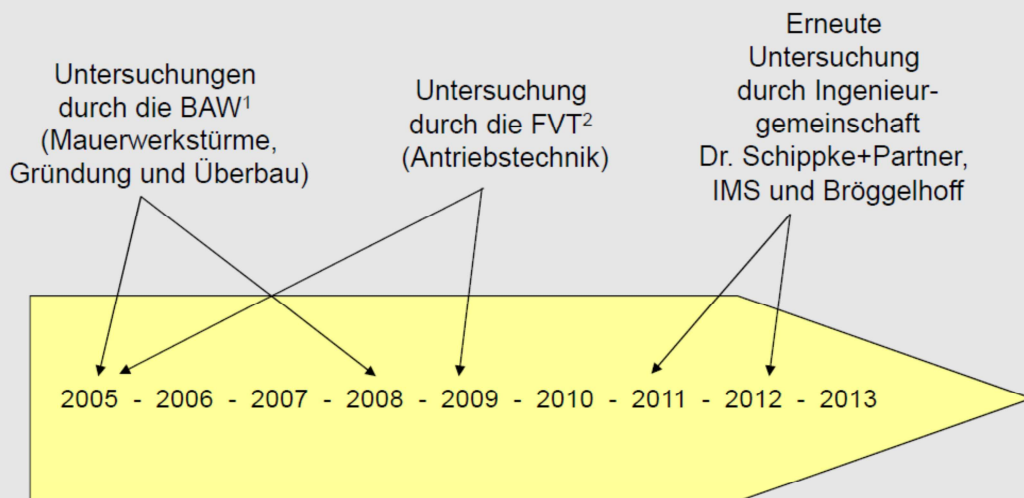 Untersuchungen
durch die BAW¹
(Mauerwerkstürme,
Gründung und Überbau)
Untersuchung
durch die FVT²
(Antriebstechnik)
Erneute
Untersuchung
durch Ingenieur-
gemeinschaft
Dr. Schippke+Partner,
IMS und Bröggelhoff
2005 - 2006 - 2007 - 2008 - 2009 - 2010 - 2011 - 2012 - 2013